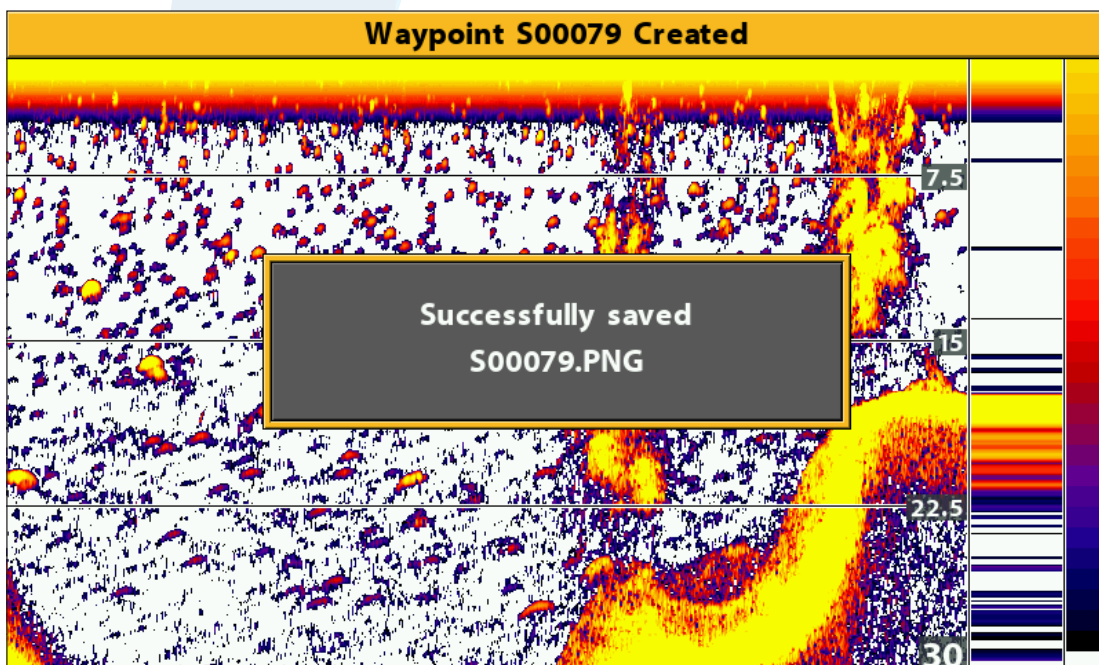 Waypoint S00079 Created
7.5
Successfully saved
S00079.PNG
15
22.5
30